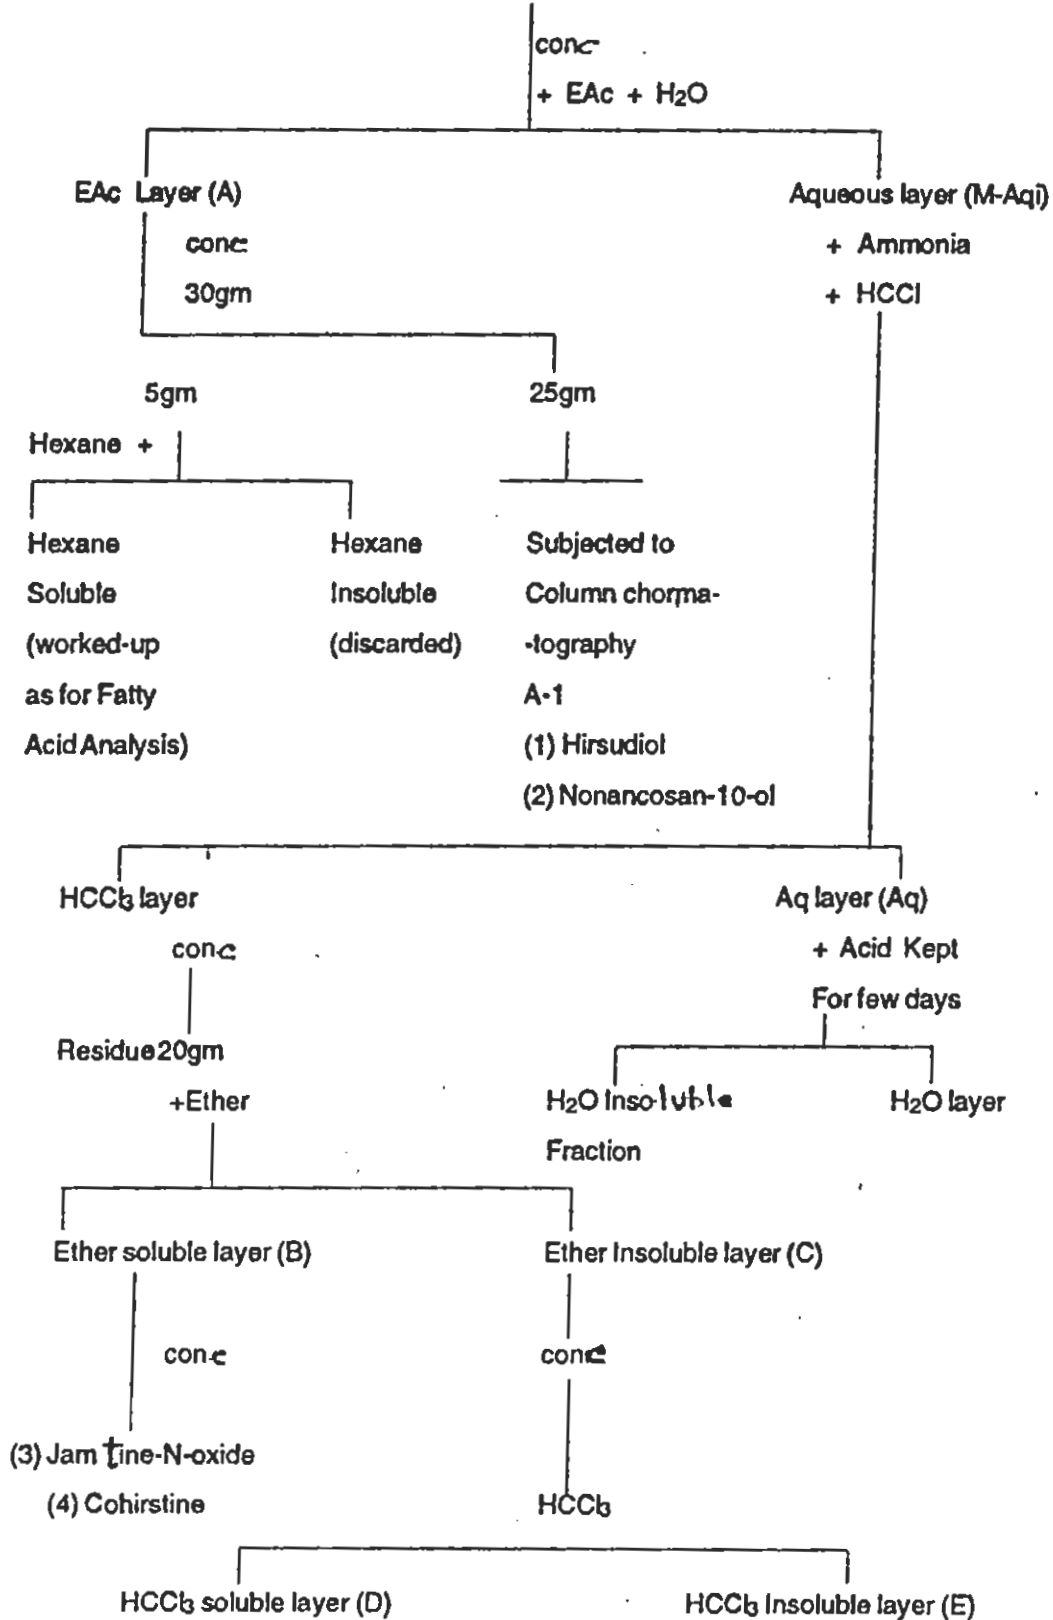 conc
+ EAc + H₂O
EAc Layer (A)
conc
30gm
Aqueous layer (M-Aqi)
+ Ammonia
+ HCCl
5gm
25gm
Hexane +
Hexane
Soluble
(worked-up
as for Fatty
Acid Analysis)
Hexane
Insoluble
(discarded)
Subjected to
Column chorma-
-tography
A-1
(1) Hirsudiol
(2) Nonancosan-10-ol
HCCl₃ layer
conc
Residue 20gm
+Ether
Aq layer (Aq)
+ Acid Kept
For few days
H₂O Insoluble
Fraction
H₂O layer
Ether soluble layer (B)
conc
(3) Jamtine-N-oxide
(4) Cohirstine
Ether Insoluble layer (C)
conc
HCCl₃
HCCl₃ soluble layer (D)
HCCl₃ Insoluble layer (E)